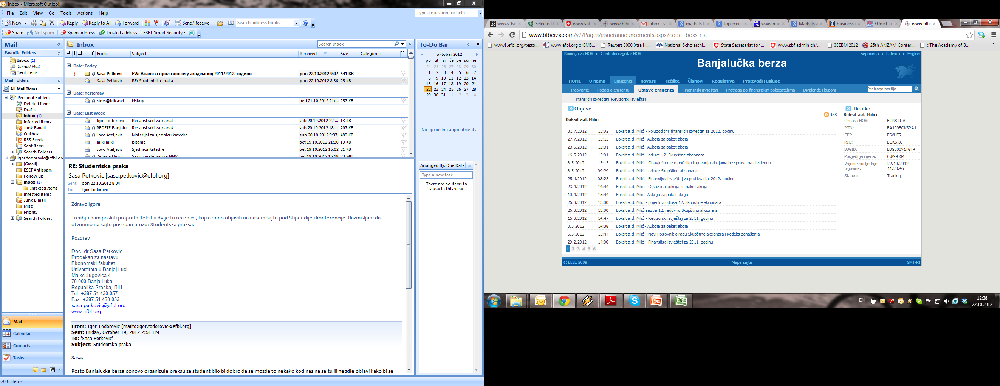 Inbox - Microsoft Outlook
File Edit View Go Tools Actions Help
Type a question for help
New Reply Reply to All Forward Send/Receive Search address books
Spam Not spam Spam address Trusted address ESET Smart Security
Mail
Favorite Folders
Inbox (1)
Unread Mail
Sent Items
Mail Folders
All Mail Items
Personal Folders
Deleted Items
Drafts
Inbox (1)
Infected Items
Junk E-mail
Outbox
RSS Feeds
Sent Items
Search Folders
igor.todorovic@efbl.org
[Gmail]
ESET Antispam
Follow up
Inbox (1)
Infected Items
Infected Items
Junk E-mail
Misc
Priority
Search Folders
Mail
Calendar
Contacts
Tasks
2001 Items
Inbox
Search Inbox
From Subject Received Size Categories
Date: Today
Sasa Petkovic FW: Анализа пролазности у академској 2011/2012. години pon 22.10.2012 9:07 541 KB
Sasa Petkovic RE: Studentska praka pon 22.10.2012 8:36 25 KB
Date: Yesterday
sinrs@blic.net Nskup ned 21.10.2012 21:... 257 KB
Date: Last Week
Igor Todorovic Re: apstrakt za clanak sub 20.10.2012 22:... 13 KB
REDETE Banjalu... Re: apstrakt za clanak sub 20.10.2012 18:... 207 KB
Jovo Ateljevic Materijal za sjednicu katedre sub 20.10.2012 9:37 489 KB
miki miki pitanje pet 19.10.2012 21:30 13 KB
Jovo Ateljevic Sjednica Katedre pet 19.10.2012 16:02 21 KB
Zeljana Djuric Saziv i materijali za NNV pet 19.10.2012 15:18 23 MB
RE: Studentska praka
Sasa Petkovic [sasa.petkovic@efbl.org]
Sent: pon 22.10.2012 8:34
To: 'Igor Todorovic'
Zdravo Igore
Treabju nam poslati propratni tekst u dvije tri rečenice, koji ćemno objaviti na našem sajtu pod Stipendije i konferencije. Razmišljam da
otvorimo na sajtu poseban prozor Studentska praksa.
Pozdrav
Doc. dr Sasa Petkovic
Prodekan za nastavu
Ekonomski fakultet
Univerziteta u Banjoj Luci
Majke Jugovica 4
78 000 Banja Luka
Republika Srpska, BiH
Tel: +387 51 430 057
Fax: +387 51 430 053
sasa.petkovic@efbl.org
www.efbl.org
From: Igor Todorovic [mailto:igor.todorovic@efbl.org]
Sent: Friday, October 19, 2012 2:51 PM
To: 'Sasa Petkovic'
Subject: Studentska praka
Sasa,
Posto Banjalucka berza ponovo organizuje praksu za student bilo bi dobro da se mozda to nekako kod nas na sajtu ili negdje objavi kako bi se
To-Do Bar
oktobar 2012
po ut sr če pe su ne
24 25 26 27 28 29 30
1 2 3 4 5 6 7
8 9 10 11 12 13 14
15 16 17 18 19 20 21
22 23 24 25 26 27 28
29 30 31 1 2 3 4
No upcoming appointments.
Arranged By: Due Date
Type a new task
There are no items to
show in this view.
www2.lse Selected www.sbf. www.blbe Inbox - su markets f top execu www.nbe Markets a business. EUdict | www.blbe
www.blberza.com/v2/Pages/issuerannouncements.aspx?code=boks-r-a
www1.efbl.org/testo... www.efbl.org :: CMS... Reuters 3000 Xtra H... National Scholarshi... State Secretariat for ... www.sbf.admin.ch/... ICEBM 2012 26th ANZAM Confer... ::The Academy of B...
Komisija za HOV • Centralni registar HOV
Ћирилица • Latinica • English
Banjalučka berza
HOME O nama Emitenti Novosti Tržište Članovi Regulativa Proizvodi i usluge
Trgovanje Podaci o emitentu Objave emitenta Finansijski izvještaji Pretraga po finansijskim pokazateljima Dividende i kuponi
Pretraga hartija
Finansijski izvještaji Revizorski izvještaji
Objave
RSS
Boksit a.d. Milići
31.7.2012 13:02 Boksit a.d. Milići - Polugodišnji finansijski izvještaj za 2012. godinu
27.7.2012 13:13 Boksit a.d. Milići- Aukcija za paket akcija
23.5.2012 12:31 Boksit a.d. Milići- Aukcija za paket akcija
16.5.2012 13:01 Boksit a.d. Milići - odluke 12. Skupštine akcionara
8.5.2012 13:13 Boksit a.d. Milići - Obavještenje o početku trgovanja akcijama bez prava na dividendu
8.5.2012 09:29 Boksit a.d. Milići - odluke Skupštine akcionara
25.4.2012 08:23 Boksit a.d. Milići - Finansijski izvještaj za prvi kvartal 2012. godine
23.4.2012 14:44 Boksit a.d. Milići - Otkazana aukcija za paket akcija
10.4.2012 15:44 Boksit a.d. Milići- Aukcija za paket akcija
26.3.2012 13:00 Boksit a.d. Milići - prijedlozi odluka 12. Skupštine akcionara
26.3.2012 13:00 Boksit a.d. Milići saziva 12. redovnu Skupštinu akcionara
15.3.2012 14:47 Boksit a.d. Milići - Revizorski izvještaj za 2011. godinu
8.3.2012 14:38 Boksit a.d. Milići- Aukcija za paket akcija
6.3.2012 13:44 Boksit a.d. Milići - Novi Poslovnik o radu Skupštine akcionara i Kodeks ponašanja
29.2.2012 14:00 Boksit a.d. Milići - Finansijski izvještaj za 2011. godinu
1 2 3 4 5 6
Ukratko
Boksit a.d. Milići
Oznaka HOV: BOKS-R-A
ISIN: BA100BOKSRA1
CFI: ESVUFR
RIC: BOKS.BJ
BBGID: BBG000V1TGT4
Posljednja cijena: 0,899 KM
Vrijeme posljednje trgovine: 22.10.2012 11:28:45
Status: Trading
© BLSE 2009
Mapa sajta
GMT+1
EN
12:38
22.10.2012